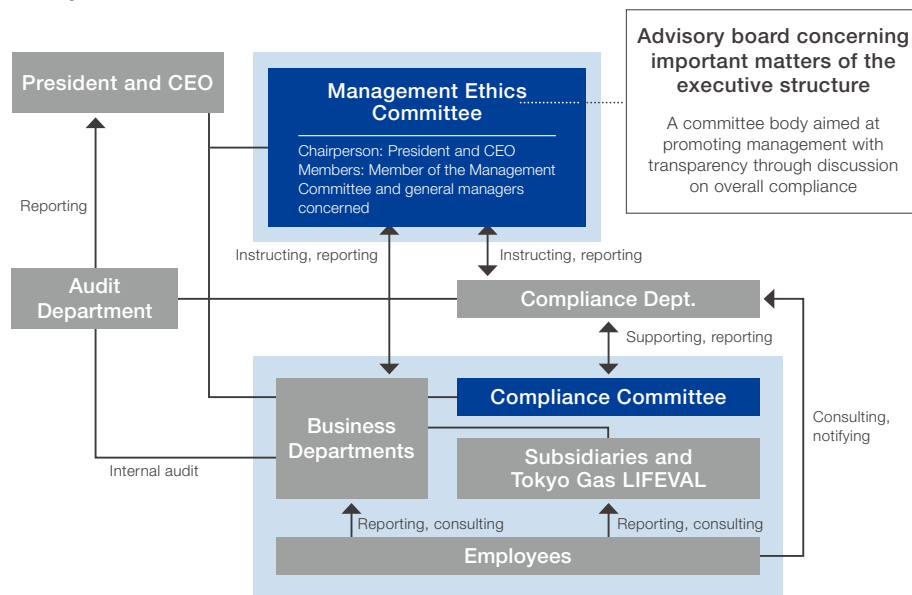 President and CEO
Management Ethics
Committee
Chairperson: President and CEO
Members: Member of the Management
Committee and general managers
concerned
Advisory board concerning
important matters of the
executive structure
A committee body aimed at
promoting management with
transparency through discussion
on overall compliance
Reporting
Instructing, reporting
Instructing, reporting
Audit
Department
Compliance Dept.
Supporting, reporting
Compliance Committee
Business
Departments
Consulting,
notifying
Subsidiaries and
Tokyo Gas LIFEVAL
Internal audit
Reporting, consulting
Reporting, consulting
Employees